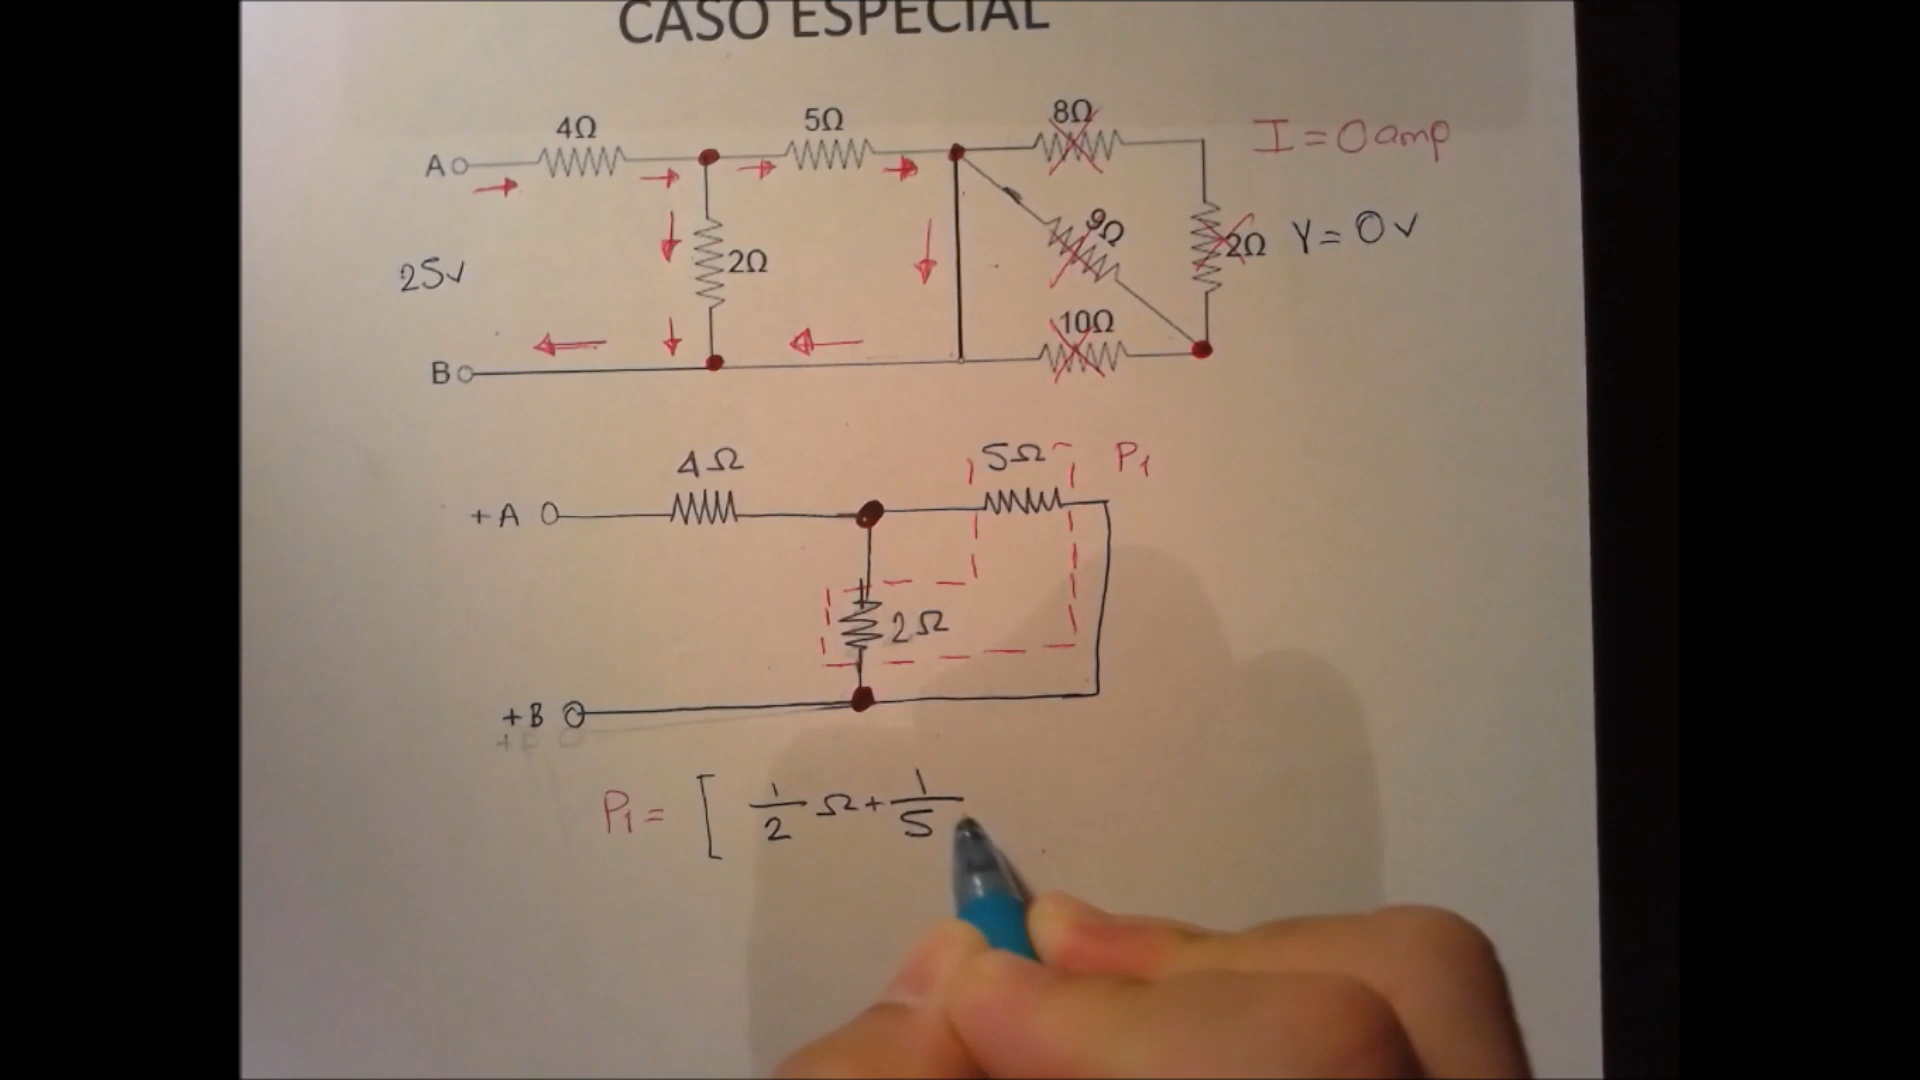 CASO ESPECIAL
4Ω 5Ω 8Ω I = 0 amp
A
9Ω 2Ω V = 0 v
25v 2Ω
10Ω
B
4Ω 5Ω P1
+ A
2Ω
+ B
P1 = [ 1/2 Ω + 1/5